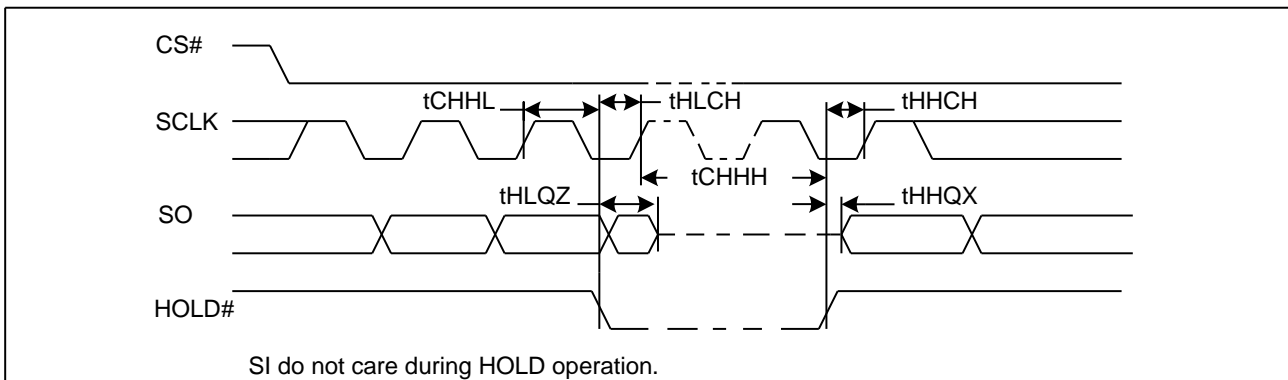 CS#
tCHHL
tHLCH
tHHCH
SCLK
tCHHH
tHLQZ
tHHQX
SO
HOLD#
SI do not care during HOLD operation.